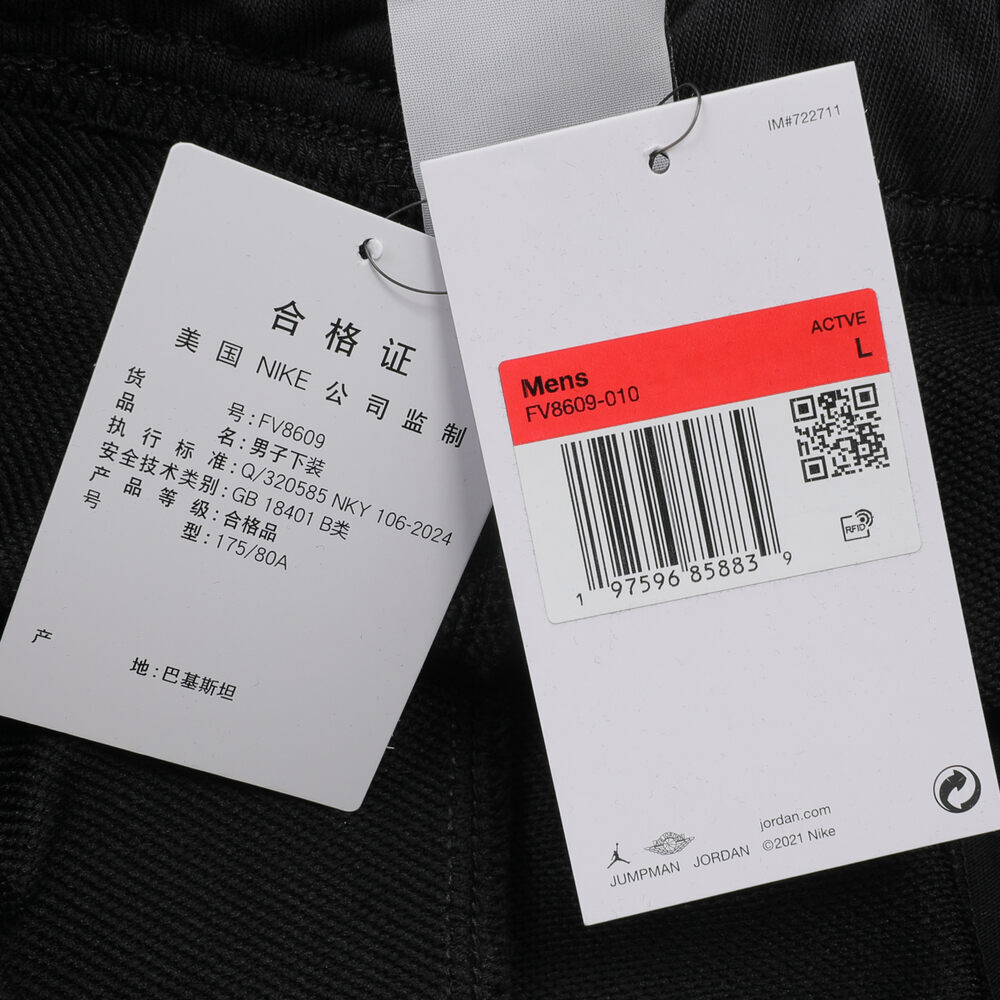 合格证
美国 NIKE 公司监制
货号:FV8609
品名:男子下装
执行标准:Q/320585 NKY 106-2024
安全技术类别:GB 18401 B类
产品等级:合格品
号型:175/80A
产地:巴基斯坦
IM#722711
ACTVE
Mens L
FV8609-010
1 97596 85883 9
RFID
jordan.com
JUMPMAN JORDAN ©2021 Nike